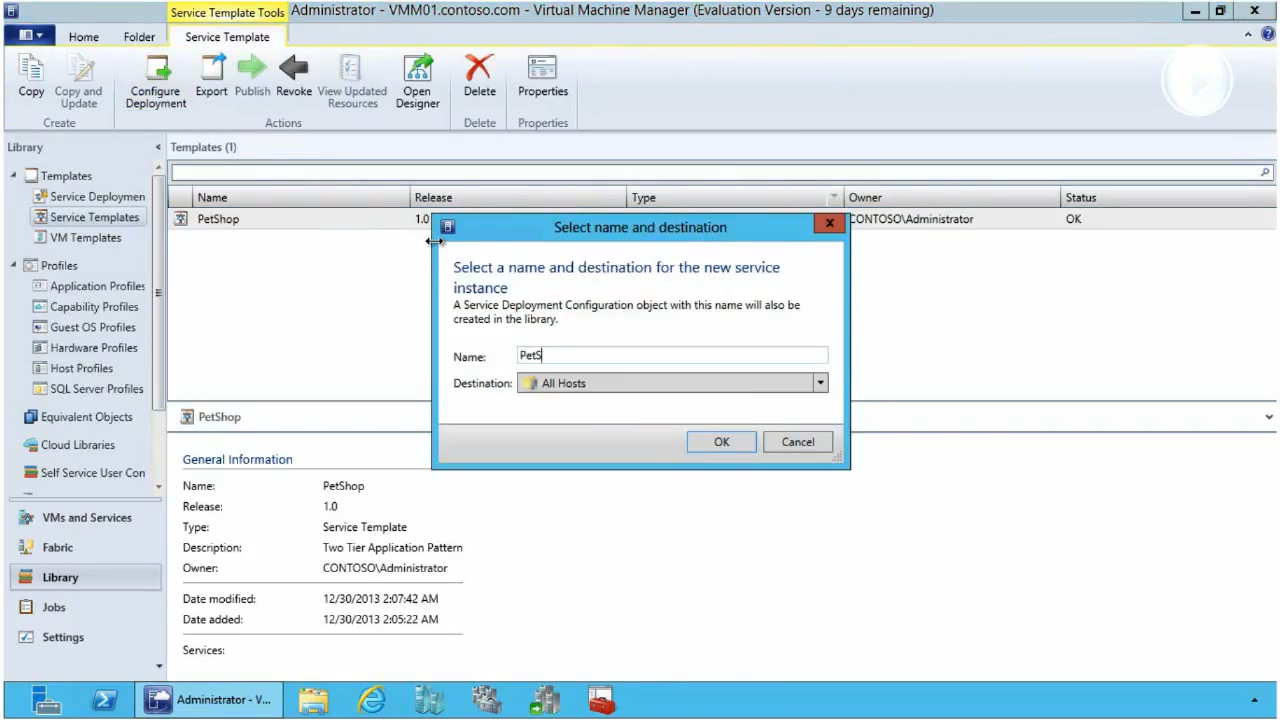 Service Template Tools
Administrator - VMM01.contoso.com - Virtual Machine Manager (Evaluation Version - 9 days remaining)
Home
Folder
Service Template
Copy
Copy and
Update
Configure
Deployment
Export
Publish
Revoke
View Updated
Resources
Open
Designer
Delete
Properties
Create
Actions
Delete
Properties
Library
Templates
Service Deploymen
Service Templates
VM Templates
Profiles
Application Profiles
Capability Profiles
Guest OS Profiles
Hardware Profiles
Host Profiles
SQL Server Profiles
Equivalent Objects
Cloud Libraries
Self Service User Con
VMs and Services
Fabric
Library
Jobs
Settings
Templates (1)
Name
Release
Type
Owner
Status
PetShop
1.0
CONTOSO\Administrator
OK
Select name and destination
Select a name and destination for the new service
instance
A Service Deployment Configuration object with this name will also be
created in the library.
Name:
PetS
Destination:
All Hosts
OK
Cancel
PetShop
General Information
Name: PetShop
Release: 1.0
Type: Service Template
Description: Two Tier Application Pattern
Owner: CONTOSO\Administrator
Date modified: 12/30/2013 2:07:42 AM
Date added: 12/30/2013 2:05:22 AM
Services:
Administrator - V...